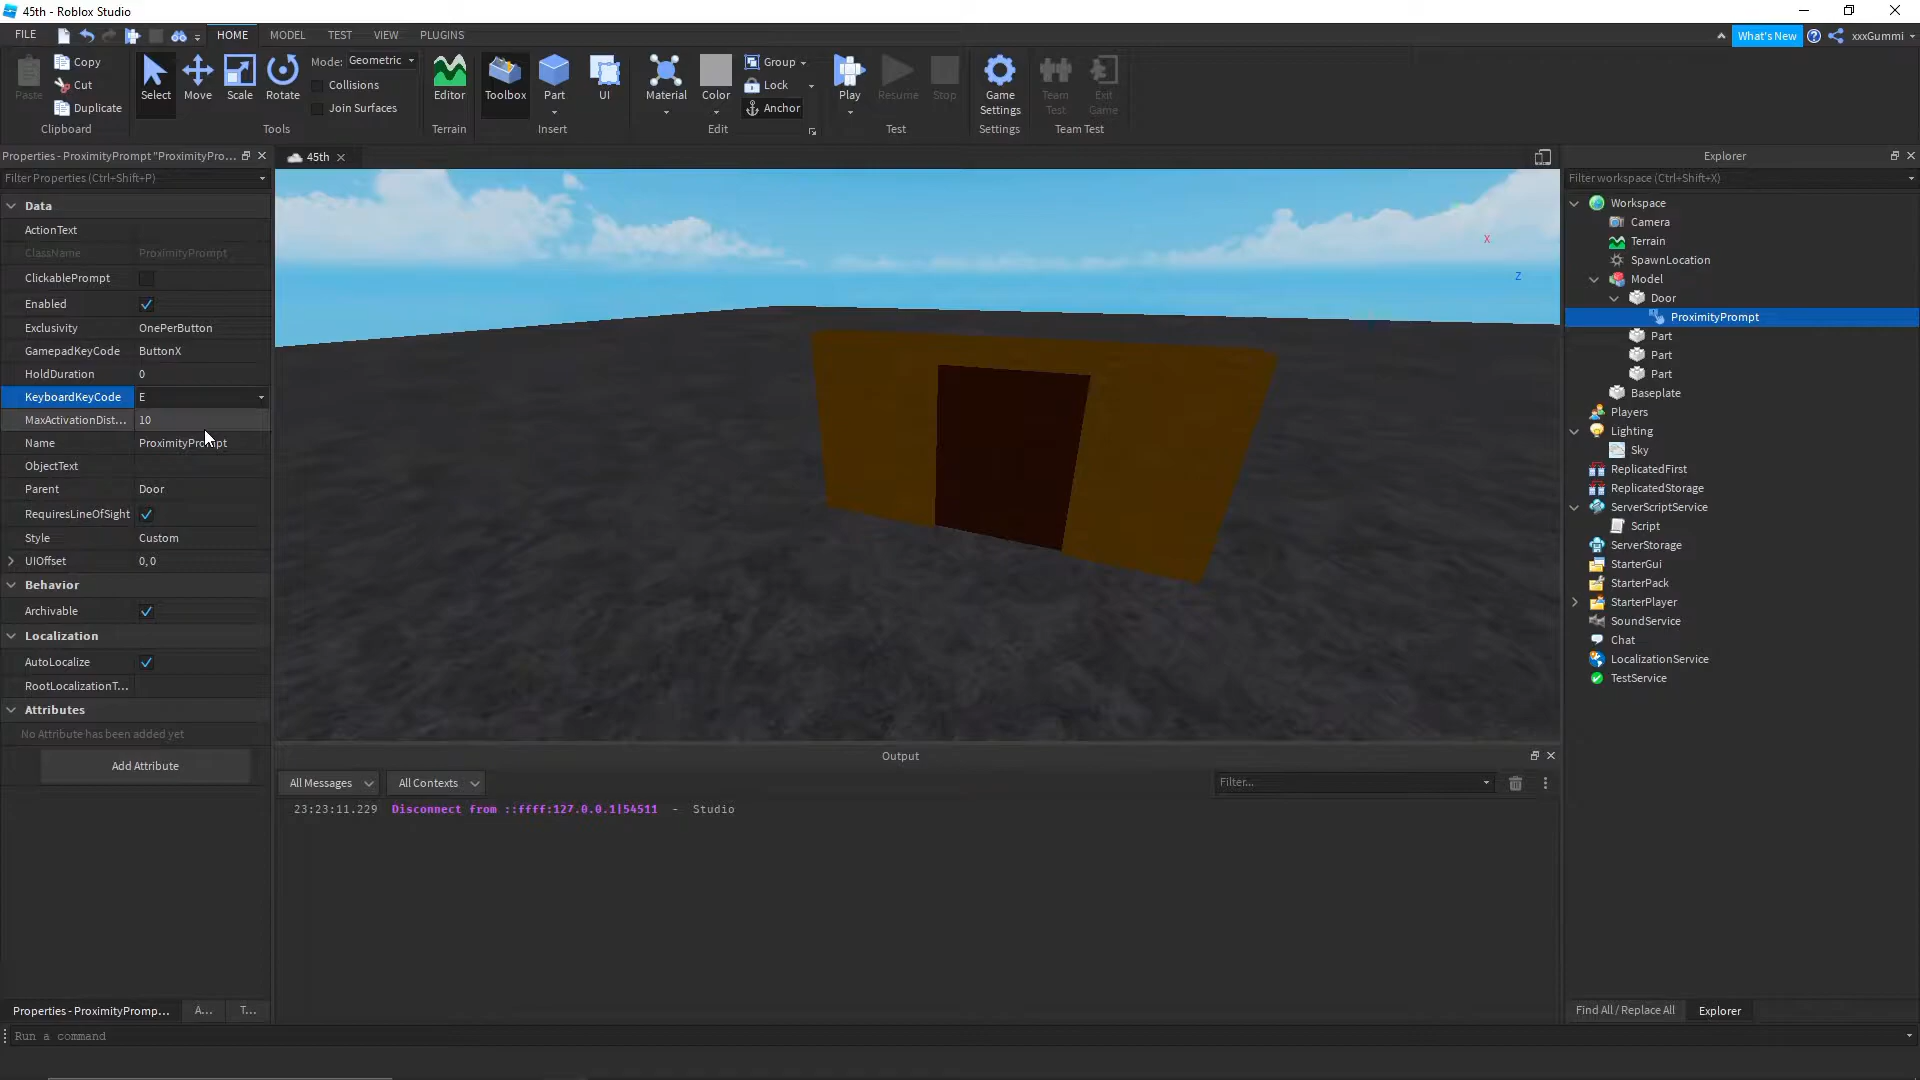 45th - Roblox Studio
FILE
HOME
MODEL
TEST
VIEW
PLUGINS
What's New
xxxGummi
Paste
Copy
Cut
Duplicate
Clipboard
Select
Move
Scale
Rotate
Mode: Geometric
Collisions
Join Surfaces
Tools
Editor
Terrain
Toolbox
Part
UI
Insert
Material
Color
Group
Lock
Anchor
Edit
Play
Resume
Stop
Test
Game
Settings
Settings
Team
Test
Exit
Game
Team Test
Properties - ProximityPrompt "ProximityPro...
Filter Properties (Ctrl+Shift+P)
Data
ActionText
ClassName ProximityPrompt
ClickablePrompt
Enabled
Exclusivity OnePerButton
GamepadKeyCode ButtonX
HoldDuration 0
KeyboardKeyCode E
MaxActivationDist... 10
Name ProximityPrompt
ObjectText
Parent Door
RequiresLineOfSight
Style Custom
UIOffset 0, 0
Behavior
Archivable
Localization
AutoLocalize
RootLocalizationT...
Attributes
No Attribute has been added yet
Add Attribute
Properties - ProximityPromp...
A...
T...
45th
X
Z
Output
All Messages
All Contexts
Filter...
23:23:11.229 Disconnect from ::ffff:127.0.0.1|54511 - Studio
Explorer
Filter workspace (Ctrl+Shift+X)
Workspace
Camera
Terrain
SpawnLocation
Model
Door
ProximityPrompt
Part
Part
Part
Baseplate
Players
Lighting
Sky
ReplicatedFirst
ReplicatedStorage
ServerScriptService
Script
ServerStorage
StarterGui
StarterPack
StarterPlayer
SoundService
Chat
LocalizationService
TestService
Find All / Replace All
Explorer
Run a command